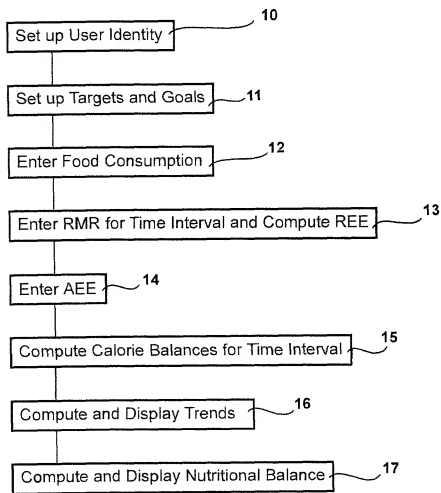 10
Set up User Identity
Set up Targets and Goals
11
Enter Food Consumption
12
Enter RMR for Time Interval and Compute REE
13
Enter AEE
14
Compute Calorie Balances for Time Interval
15
Compute and Display Trends
16
Compute and Display Nutritional Balance
17